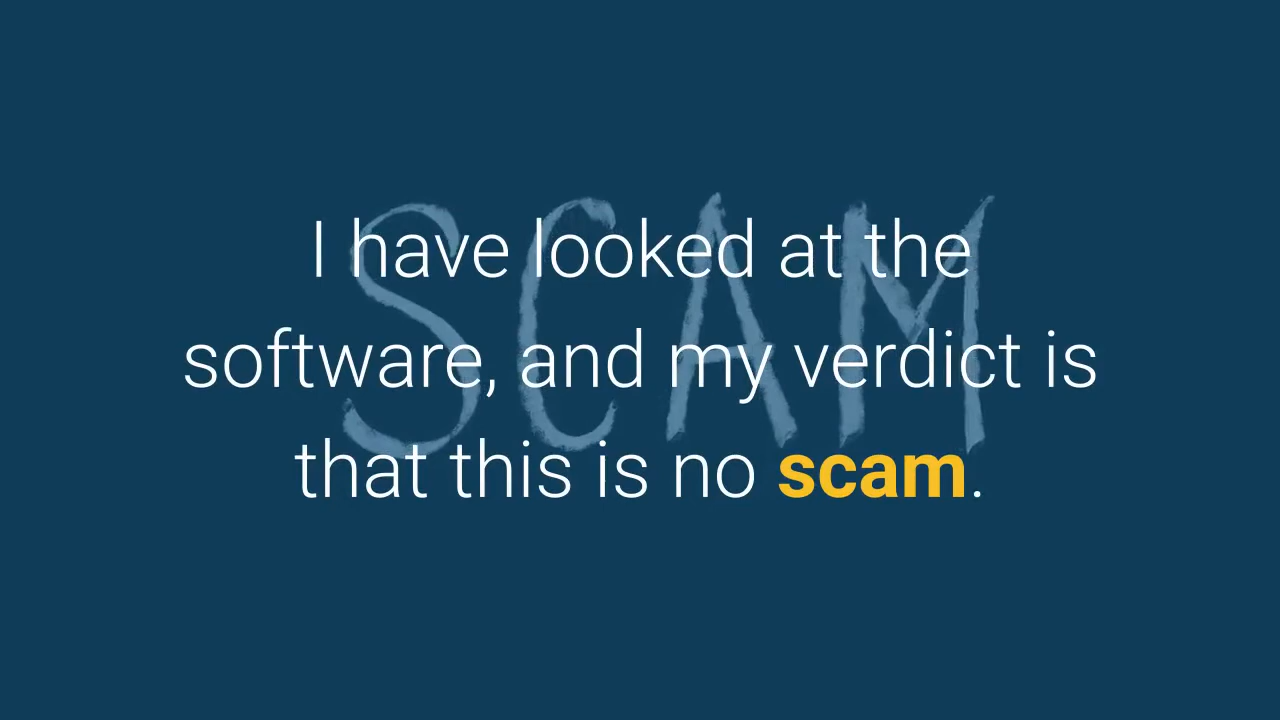 SCAM
I have looked at the
software, and my verdict is
that this is no scam.